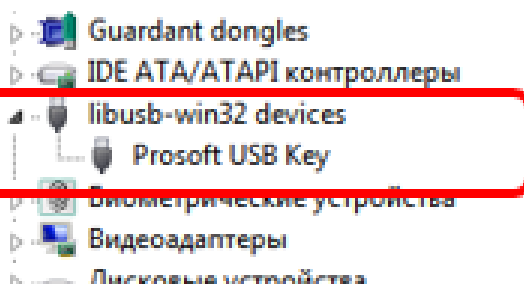 Guardant dongles
IDE ATA/ATAPI контроллеры
libusb-win32 devices
Prosoft USB Key
Биометрические устройства
Видеоадаптеры
Дисковые устройства